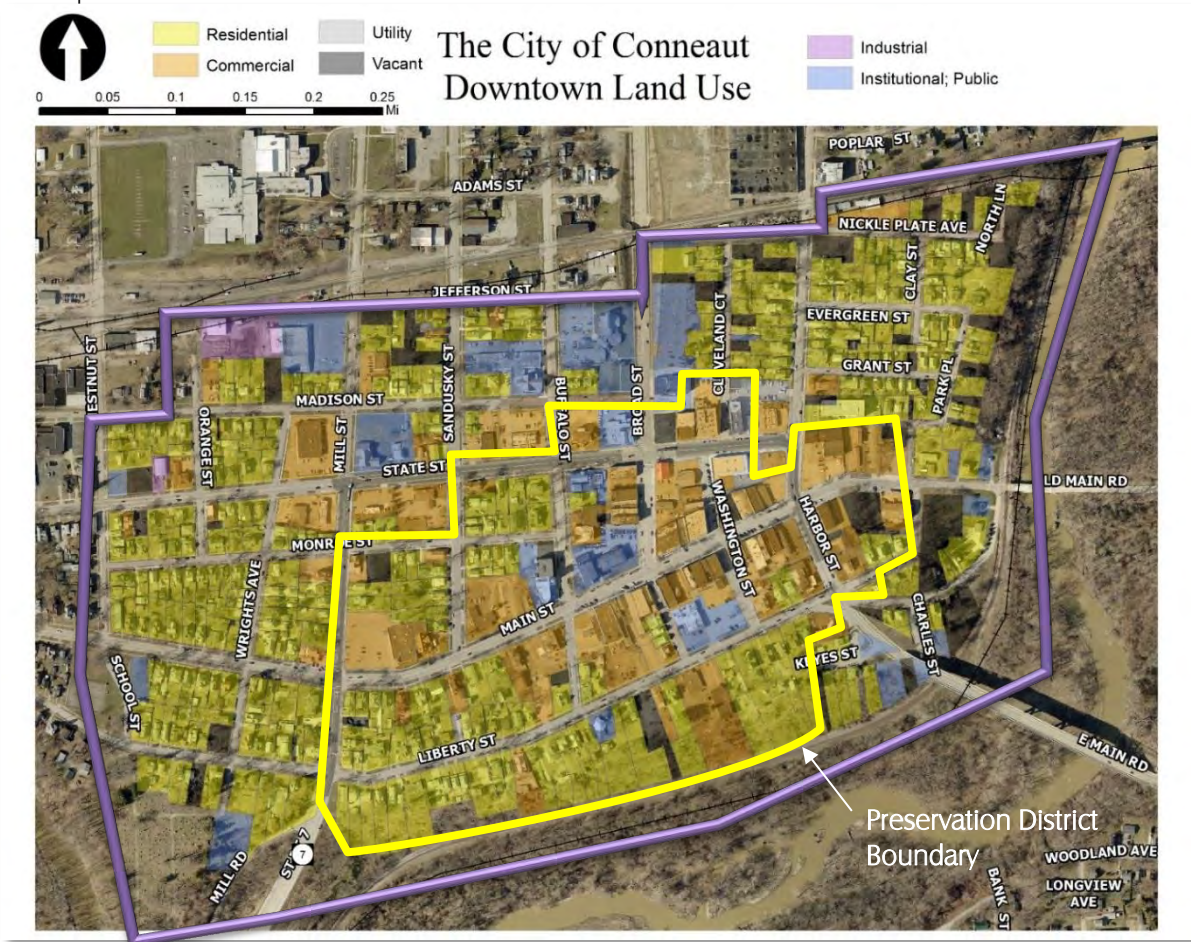 Residential
Commercial
Utility
Vacant
The City of Conneaut
Downtown Land Use
Industrial
Institutional; Public
0 0.05 0.1 0.15 0.2 0.25
Mi
POPLAR ST
ADAMS ST
NICKLE PLATE AVE
NORTH LN
CLAY ST
JEFFERSON ST
CLEVELAND CT
EVERGREEN ST
ESTNUT ST
GRANT ST
SANDUSKY ST
PARK PL
MADISON ST
BUFFALO ST
BROAD ST
ORANGE ST
MILL ST
STATE ST
LD MAIN RD
WASHINGTON ST
HARBOR ST
MONROE ST
WRIGHTS AVE
MAIN ST
CHARLES ST
SCHOOL ST
KEYES ST
LIBERTY ST
E MAIN RD
Preservation District
Boundary
7
MILL RD
WOODLAND AVE
BANK ST
LONGVIEW
AVE